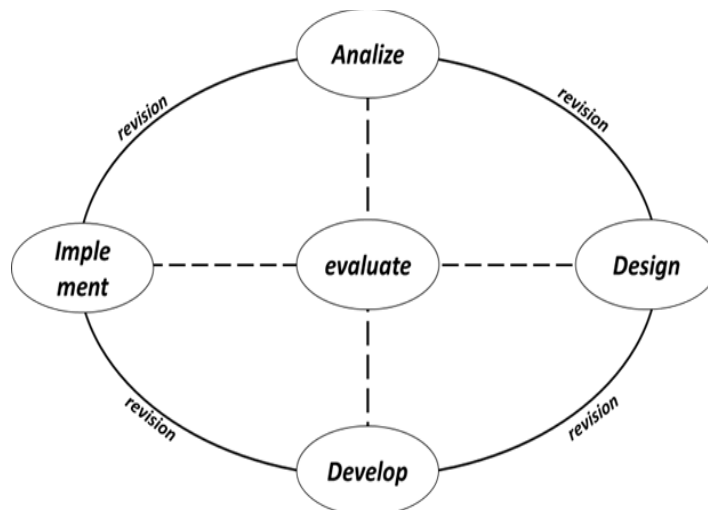 Analize
revision
revision
Imple
ment
evaluate
Design
revision
revision
Develop